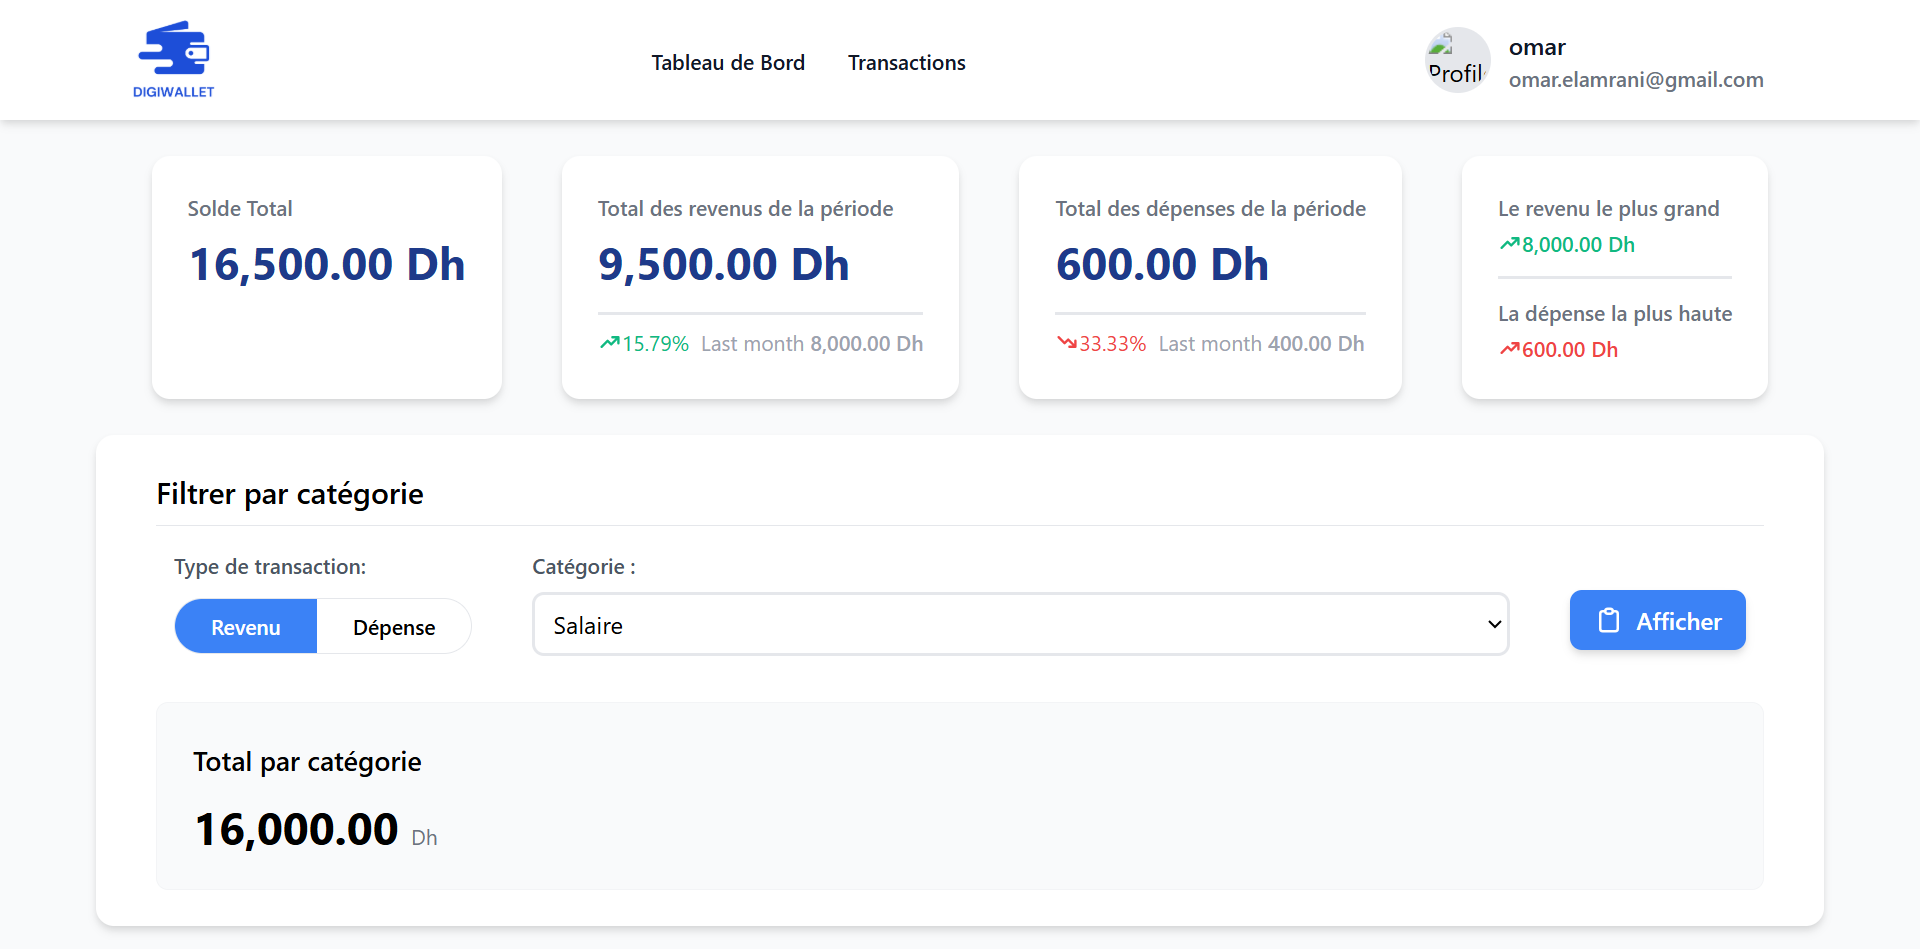 DIGIWALLET
Tableau de Bord
Transactions
Profil
omar
omar.elamrani@gmail.com
Solde Total
16,500.00 Dh
Total des revenus de la période
9,500.00 Dh
15.79% Last month 8,000.00 Dh
Total des dépenses de la période
600.00 Dh
33.33% Last month 400.00 Dh
Le revenu le plus grand
8,000.00 Dh
La dépense la plus haute
600.00 Dh
Filtrer par catégorie
Type de transaction:
Revenu
Dépense
Catégorie :
Salaire
Afficher
Total par catégorie
16,000.00 Dh